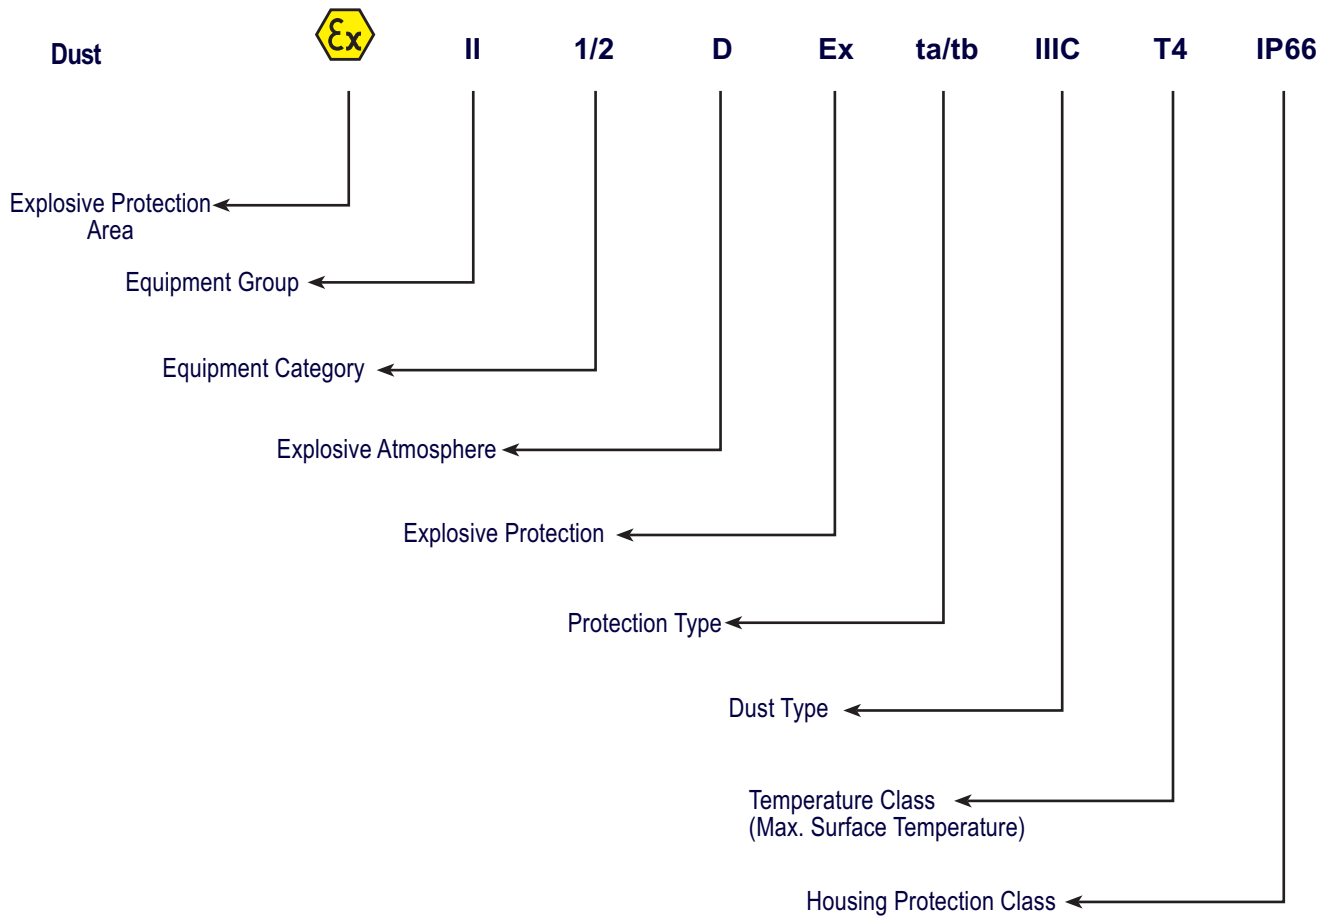 Dust Ex II 1/2 D Ex ta/tb IIIC T4 IP66
Explosive Protection
Area
Equipment Group
Equipment Category
Explosive Atmosphere
Explosive Protection
Protection Type
Dust Type
Temperature Class
(Max. Surface Temperature)
Housing Protection Class